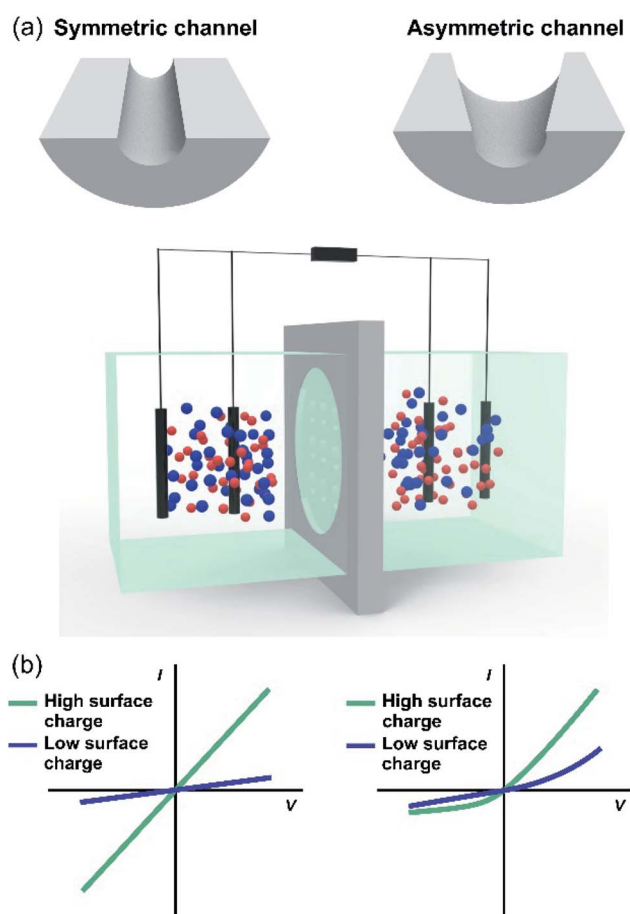 (a) Symmetric channel
Asymmetric channel
(b)
I
High surface
charge
Low surface
charge
V
I
High surface
charge
Low surface
charge
V